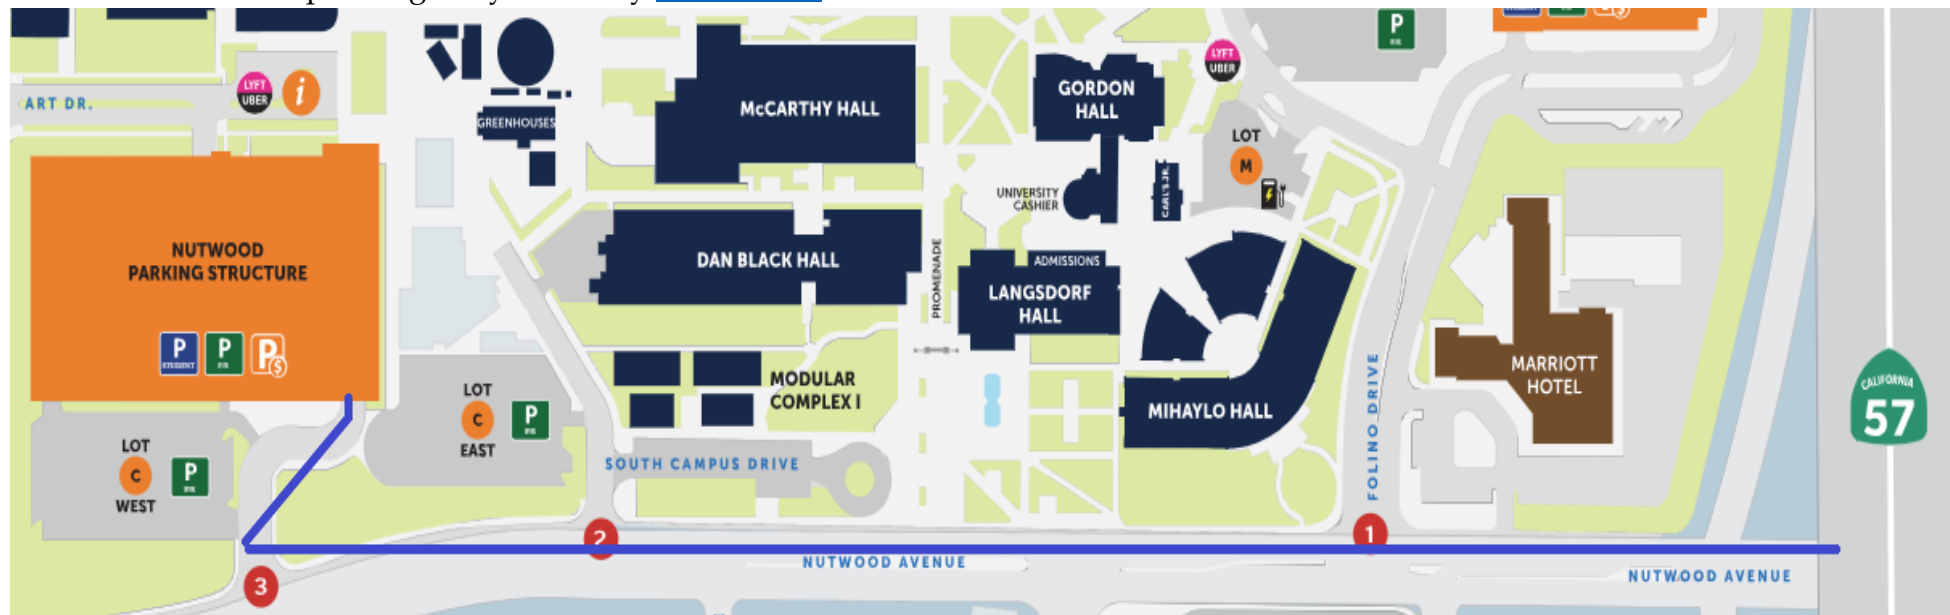 P
LYFT
UBER
i
LYFT
UBER
ART DR.
GREENHOUSES
McCARTHY HALL
GORDON
HALL
LOT
M
UNIVERSITY
CASHIER
CARL'S JR.
NUTWOOD
PARKING STRUCTURE
P
STUDENT
P
P
$
DAN BLACK HALL
PROMENADE
ADMISSIONS
LANGSDORF
HALL
MODULAR
COMPLEX I
MIHAYLO HALL
FOLINO DRIVE
MARRIOTT
HOTEL
CALIFORNIA
57
LOT
C
EAST
P
LOT
C
WEST
P
SOUTH CAMPUS DRIVE
1
2
3
NUTWOOD AVENUE
NUTWOOD AVENUE